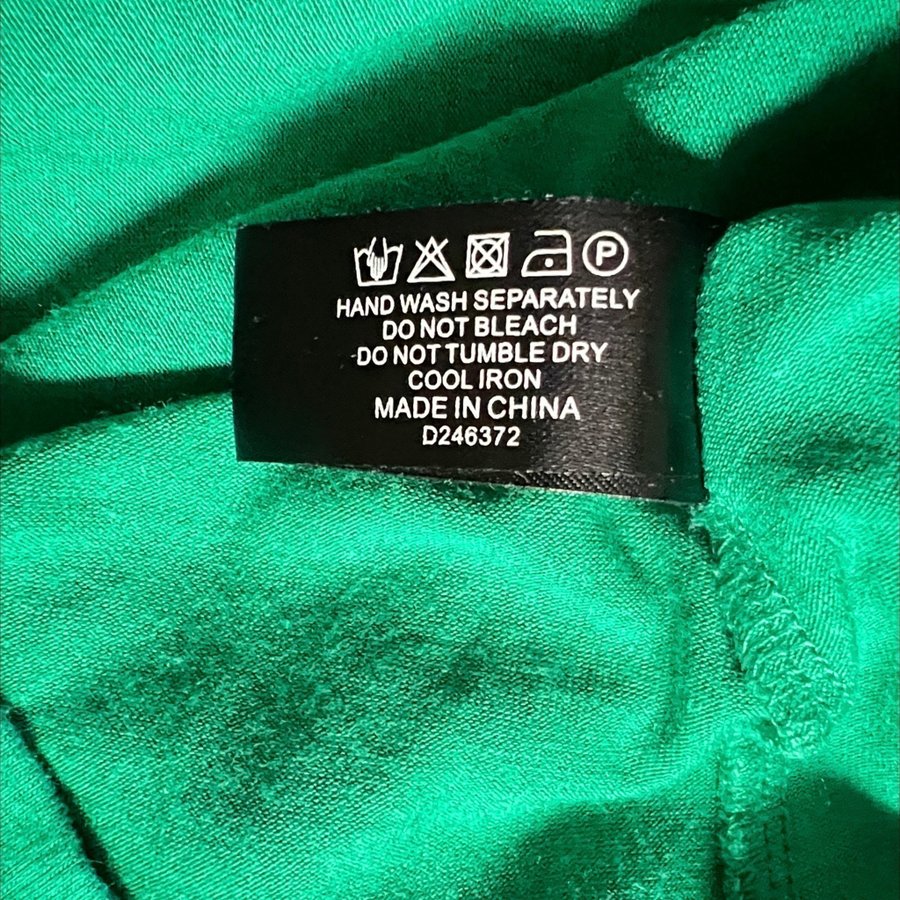 P
HAND WASH SEPARATELY
DO NOT BLEACH
DO NOT TUMBLE DRY
COOL IRON
MADE IN CHINA
D246372